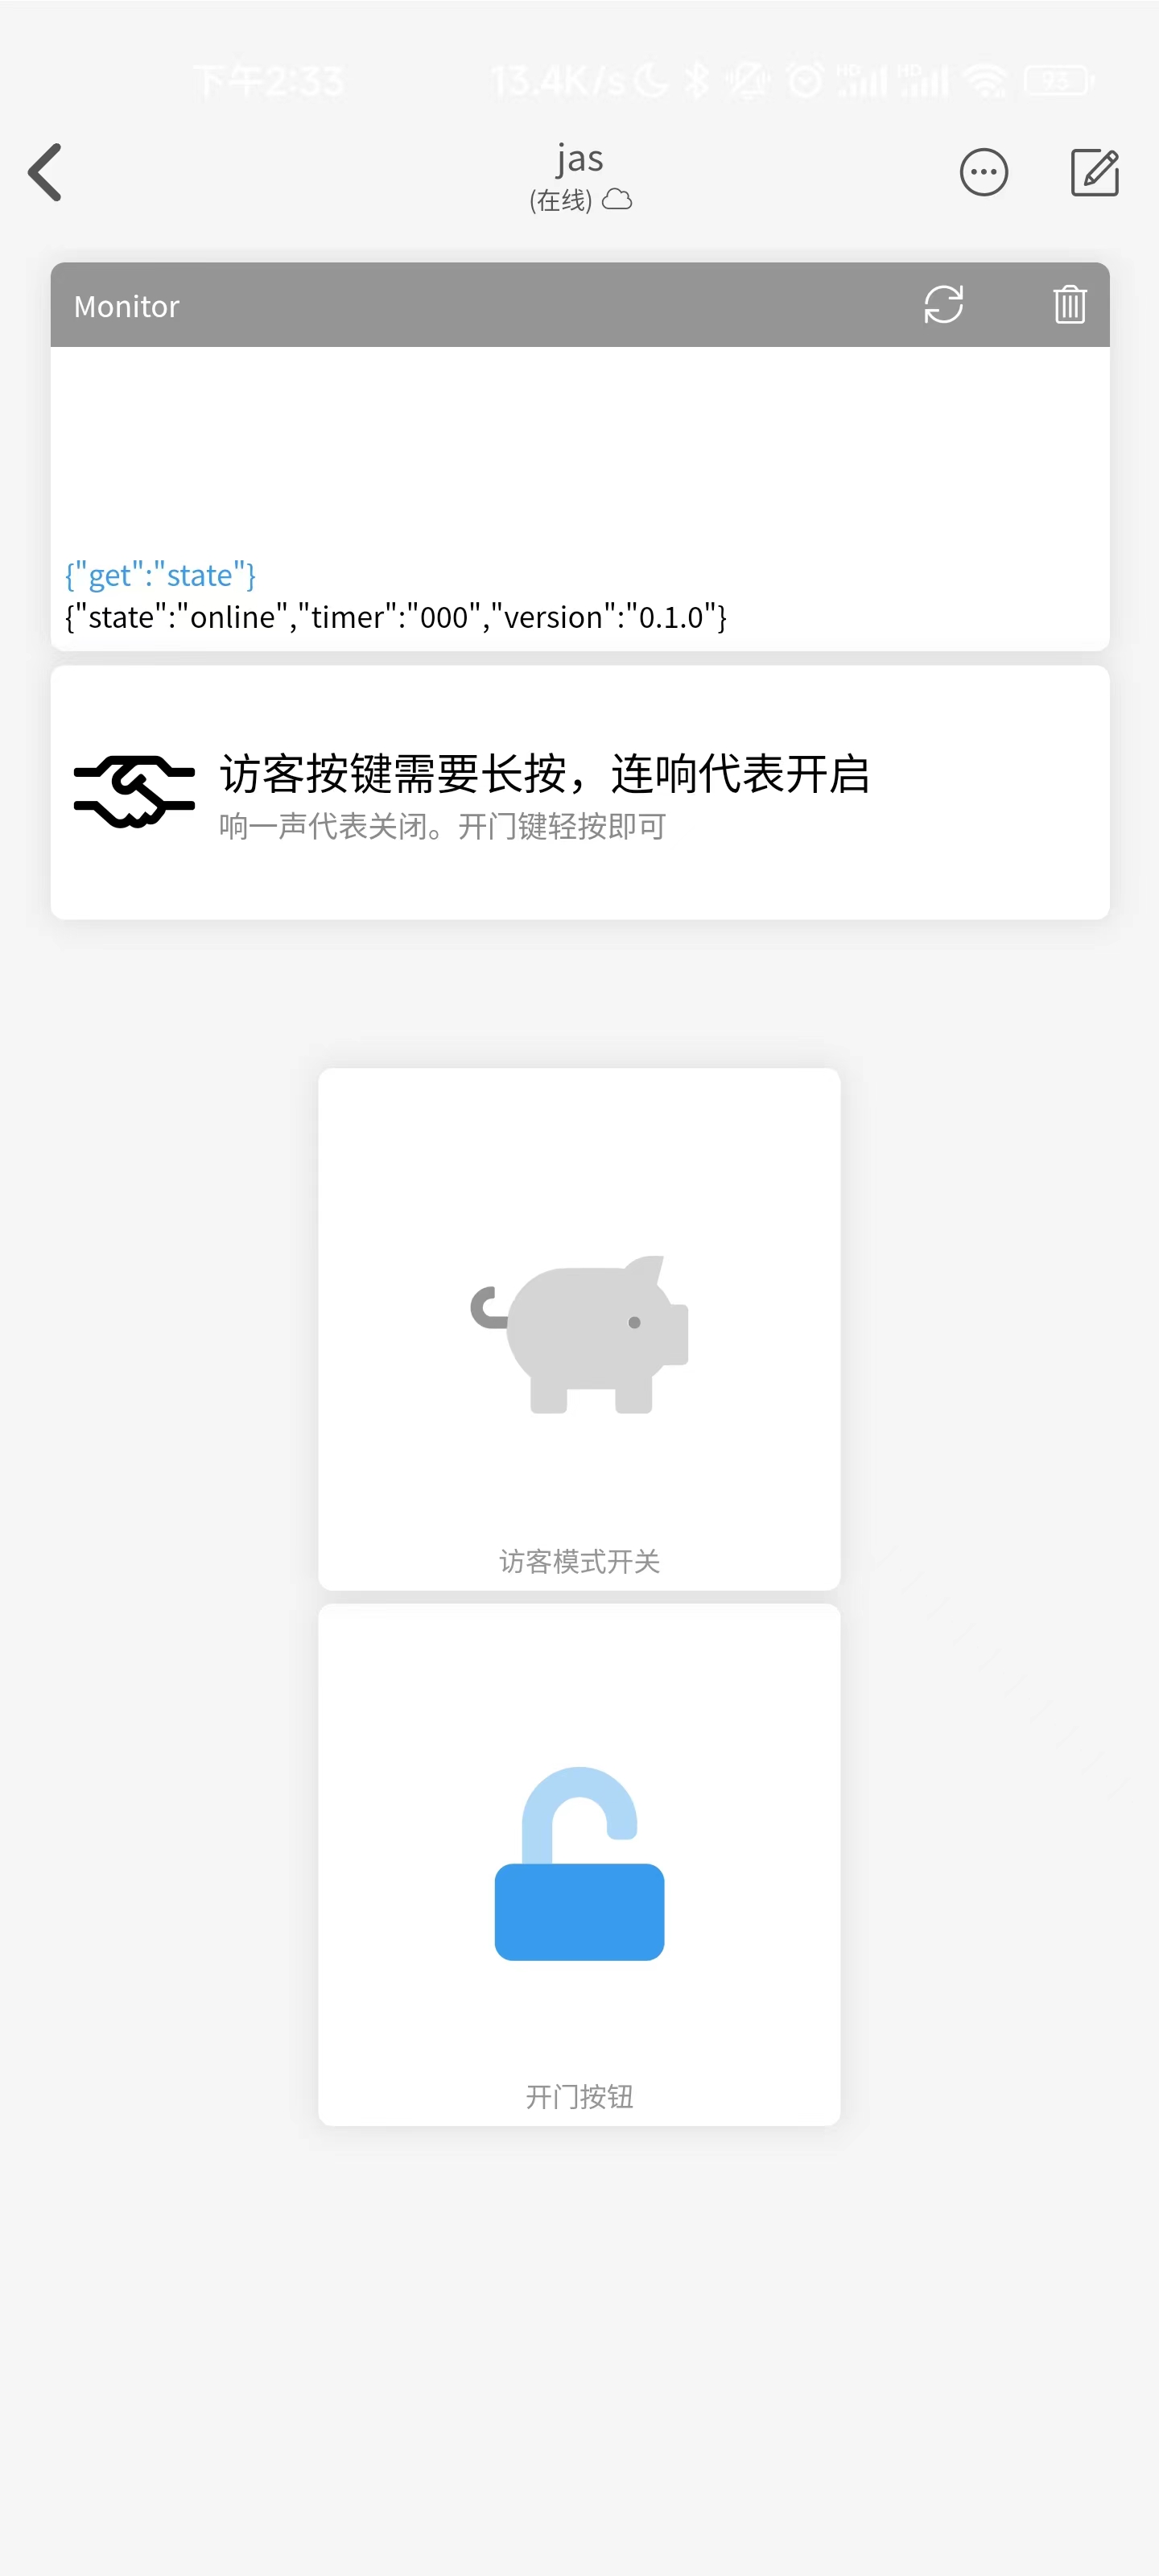 下午2:33 13.4K/s HD HD 93
jas
(在线)
Monitor
{"get":"state"}
{"state":"online","timer":"000","version":"0.1.0"}
访客按键需要长按，连响代表开启
响一声代表关闭。开门键轻按即可
访客模式开关
开门按钮